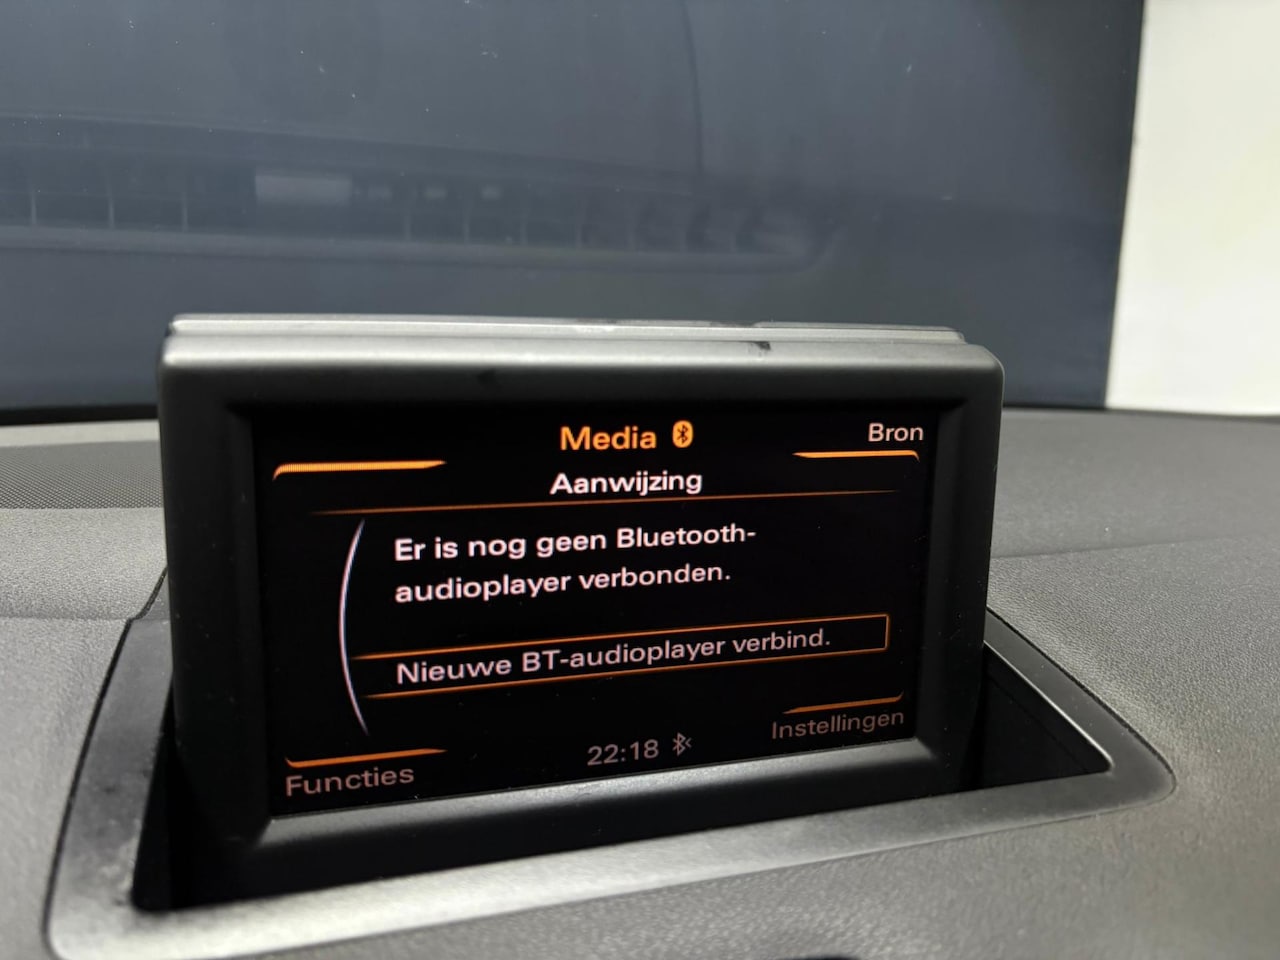 Media
Bron
Aanwijzing
Er is nog geen Bluetooth-
audioplayer verbonden.
Nieuwe BT-audioplayer verbind.
Instellingen
22:18
Functies